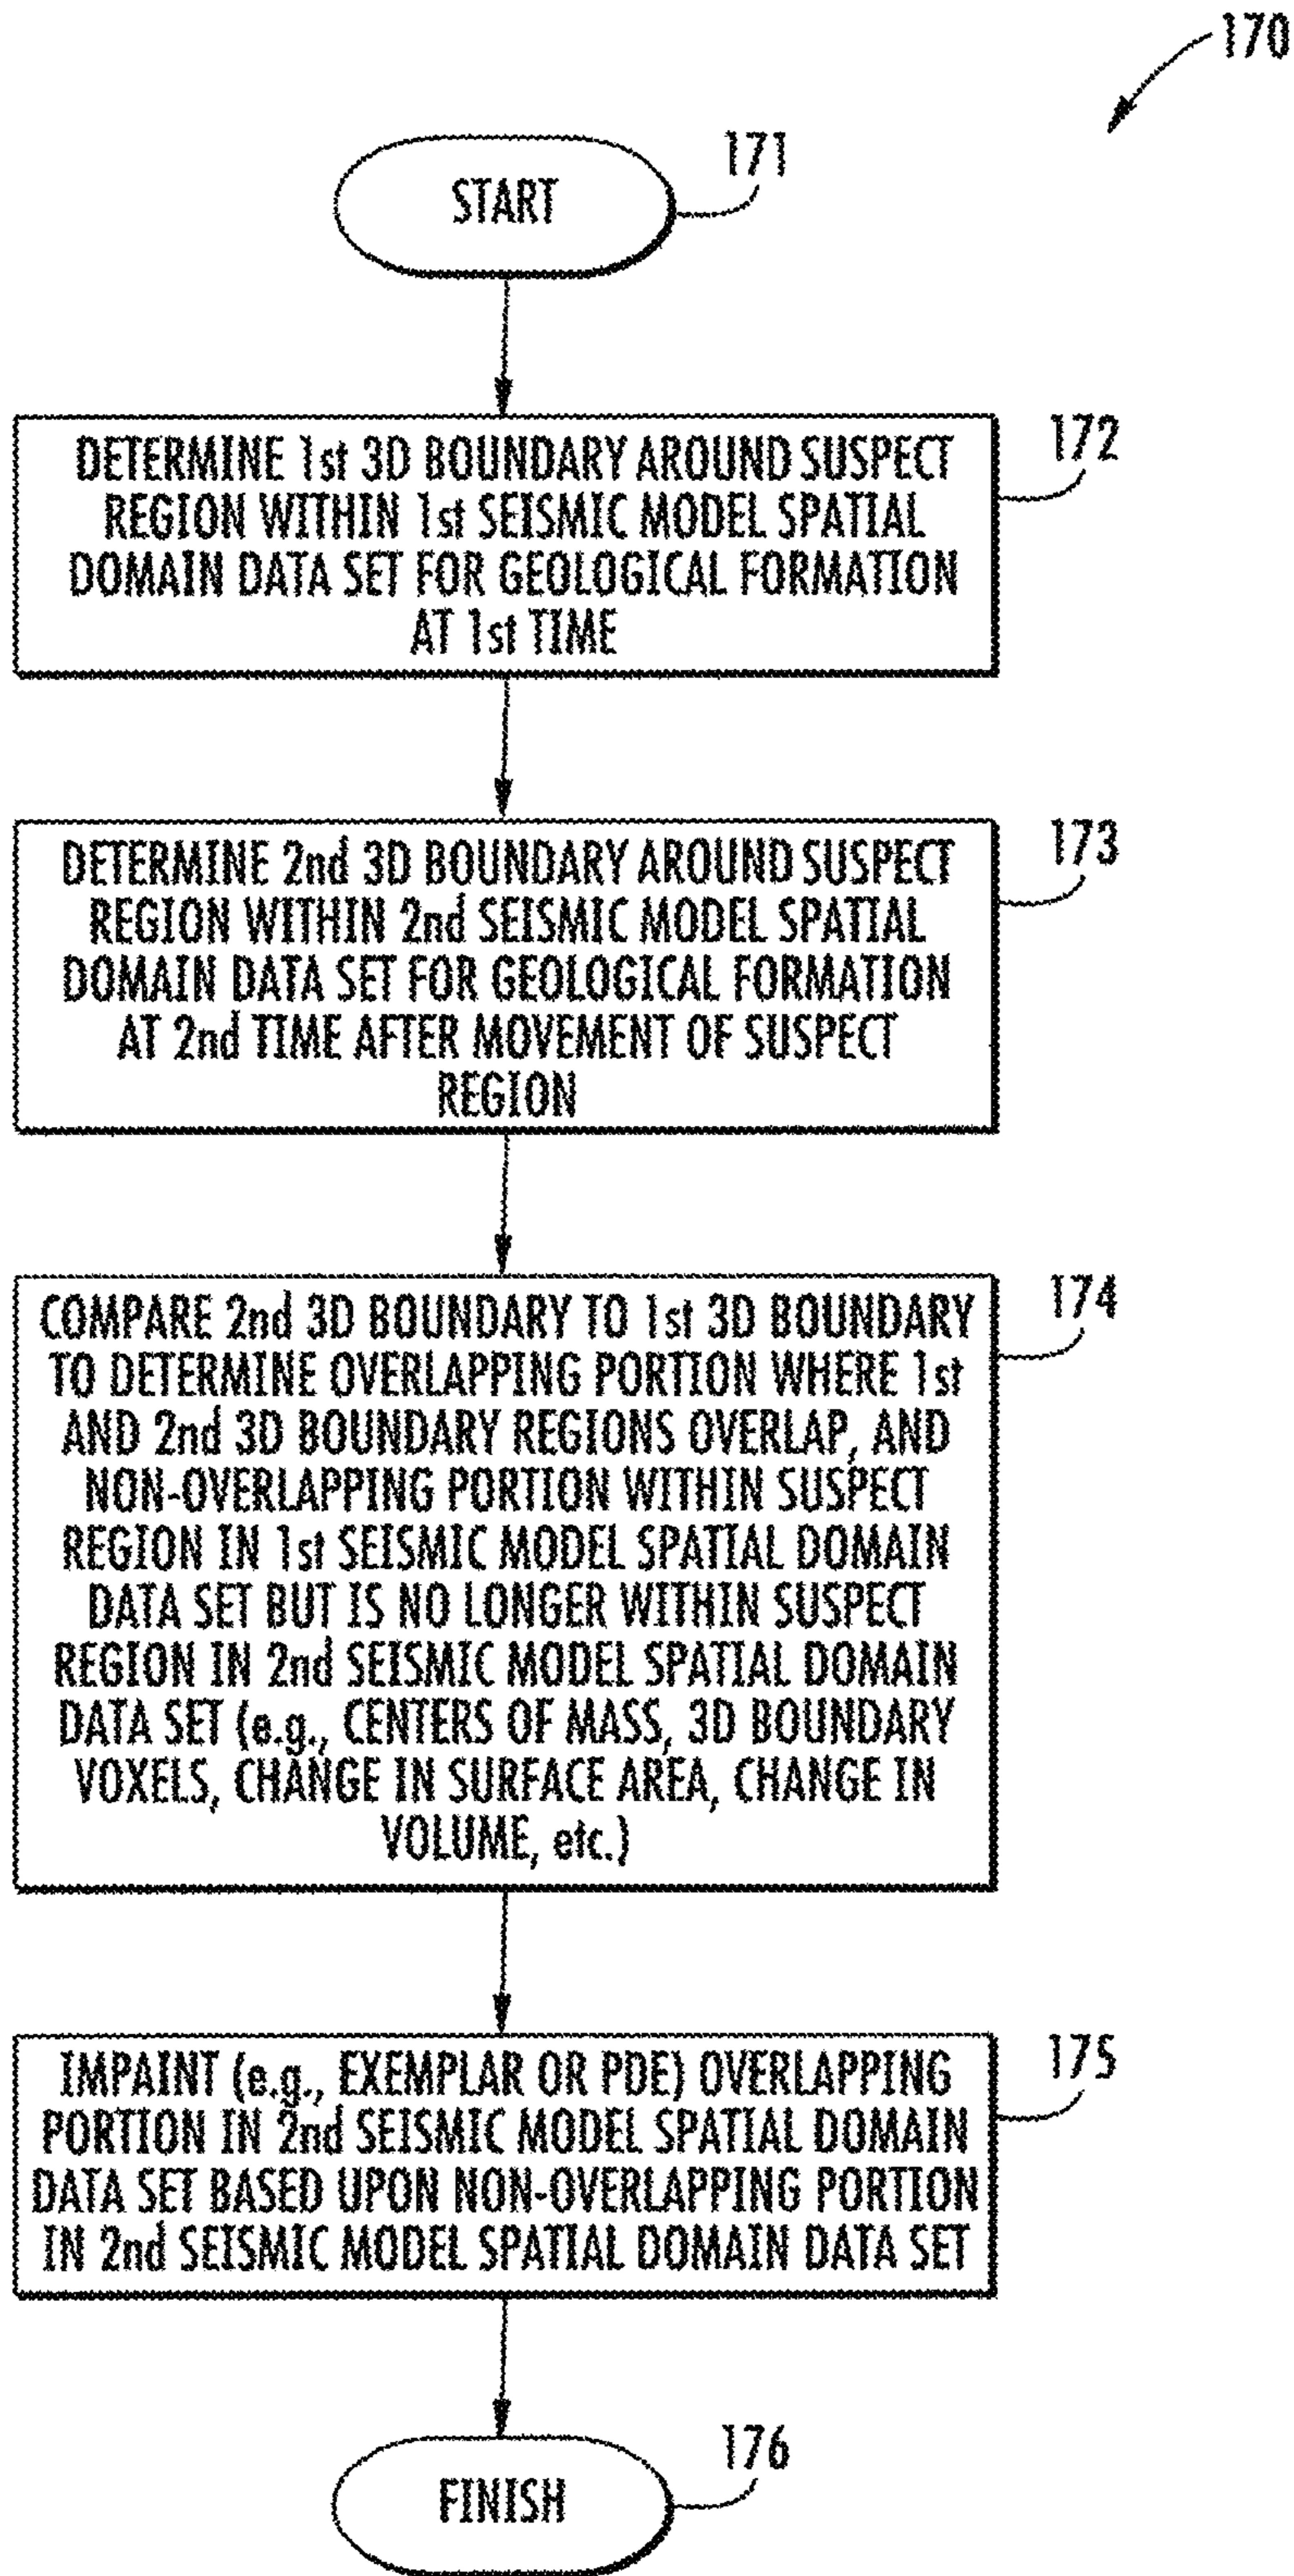 170
START
171
DETERMINE 1st 3D BOUNDARY AROUND SUSPECT
REGION WITHIN 1st SEISMIC MODEL SPATIAL
DOMAIN DATA SET FOR GEOLOGICAL FORMATION
AT 1st TIME
172
DETERMINE 2nd 3D BOUNDARY AROUND SUSPECT
REGION WITHIN 2nd SEISMIC MODEL SPATIAL
DOMAIN DATA SET FOR GEOLOGICAL FORMATION
AT 2nd TIME AFTER MOVEMENT OF SUSPECT
REGION
173
COMPARE 2nd 3D BOUNDARY TO 1st 3D BOUNDARY
TO DETERMINE OVERLAPPING PORTION WHERE 1st
AND 2nd 3D BOUNDARY REGIONS OVERLAP, AND
NON-OVERLAPPING PORTION WITHIN SUSPECT
REGION IN 1st SEISMIC MODEL SPATIAL DOMAIN
DATA SET BUT IS NO LONGER WITHIN SUSPECT
REGION IN 2nd SEISMIC MODEL SPATIAL DOMAIN
DATA SET (e.g., CENTERS OF MASS, 3D BOUNDARY
VOXELS, CHANGE IN SURFACE AREA, CHANGE IN
VOLUME, etc.)
174
IMPAINT (e.g., EXEMPLAR OR PDE) OVERLAPPING
PORTION IN 2nd SEISMIC MODEL SPATIAL DOMAIN
DATA SET BASED UPON NON-OVERLAPPING PORTION
IN 2nd SEISMIC MODEL SPATIAL DOMAIN DATA SET
175
FINISH
176